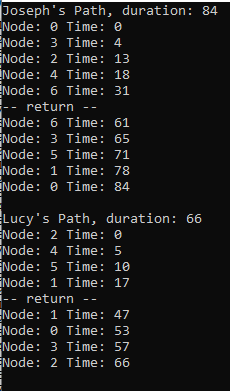 Joseph's Path, duration: 84
Node: 0 Time: 0
Node: 3 Time: 4
Node: 2 Time: 13
Node: 4 Time: 18
Node: 6 Time: 31
-- return --
Node: 6 Time: 61
Node: 3 Time: 65
Node: 5 Time: 71
Node: 1 Time: 78
Node: 0 Time: 84
Lucy's Path, duration: 66
Node: 2 Time: 0
Node: 4 Time: 5
Node: 5 Time: 10
Node: 1 Time: 17
-- return --
Node: 1 Time: 47
Node: 0 Time: 53
Node: 3 Time: 57
Node: 2 Time: 66